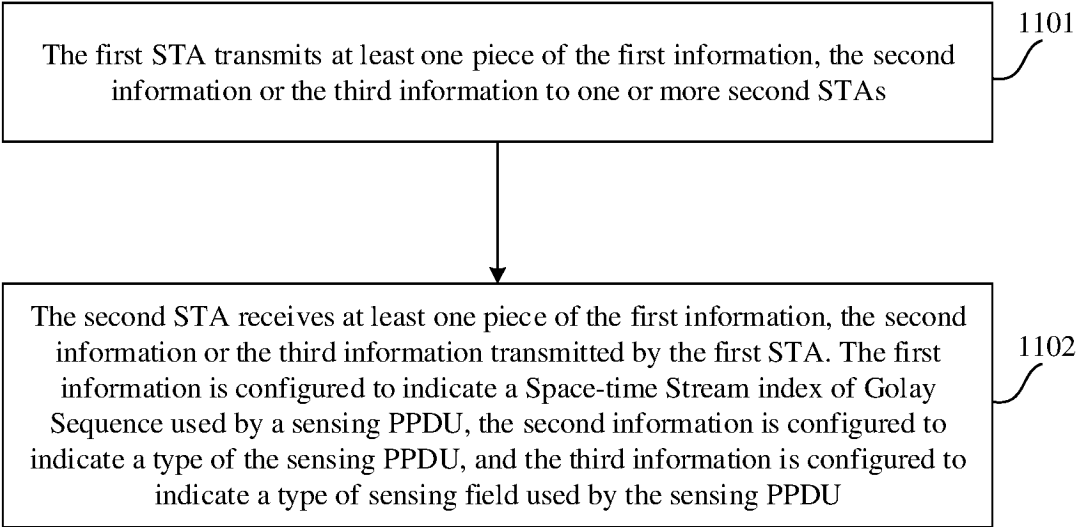 1101
The first STA transmits at least one piece of the first information, the second
information or the third information to one or more second STAs
The second STA receives at least one piece of the first information, the second
information or the third information transmitted by the first STA. The first
information is configured to indicate a Space-time Stream index of Golay
Sequence used by a sensing PPDU, the second information is configured to
indicate a type of the sensing PPDU, and the third information is configured to
indicate a type of sensing field used by the sensing PPDU
1102